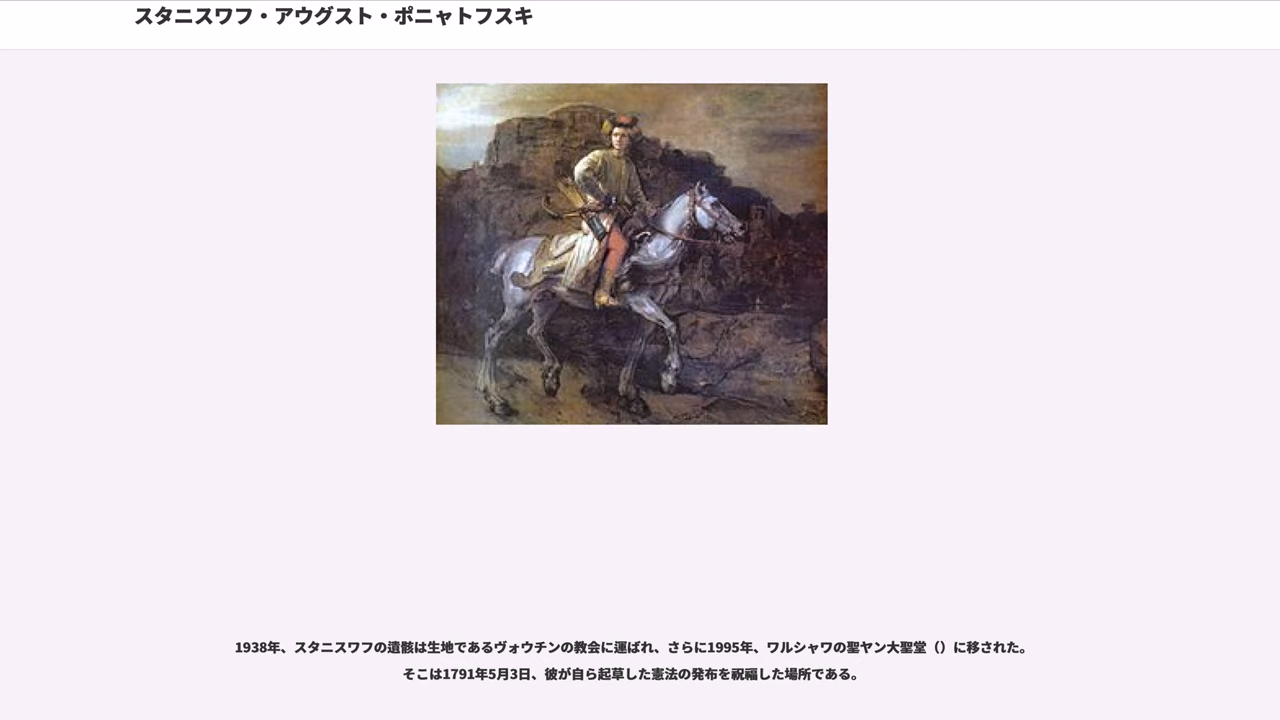 スタニスワフ・アウグスト・ポニャトフスキ
1938年、スタニスワフの遺骸は生地であるヴォウチンの教会に運ばれ、さらに1995年、ワルシャワの聖ヤン大聖堂（）に移された。
そこは1791年5月3日、彼が自ら起草した憲法の発布を祝福した場所である。